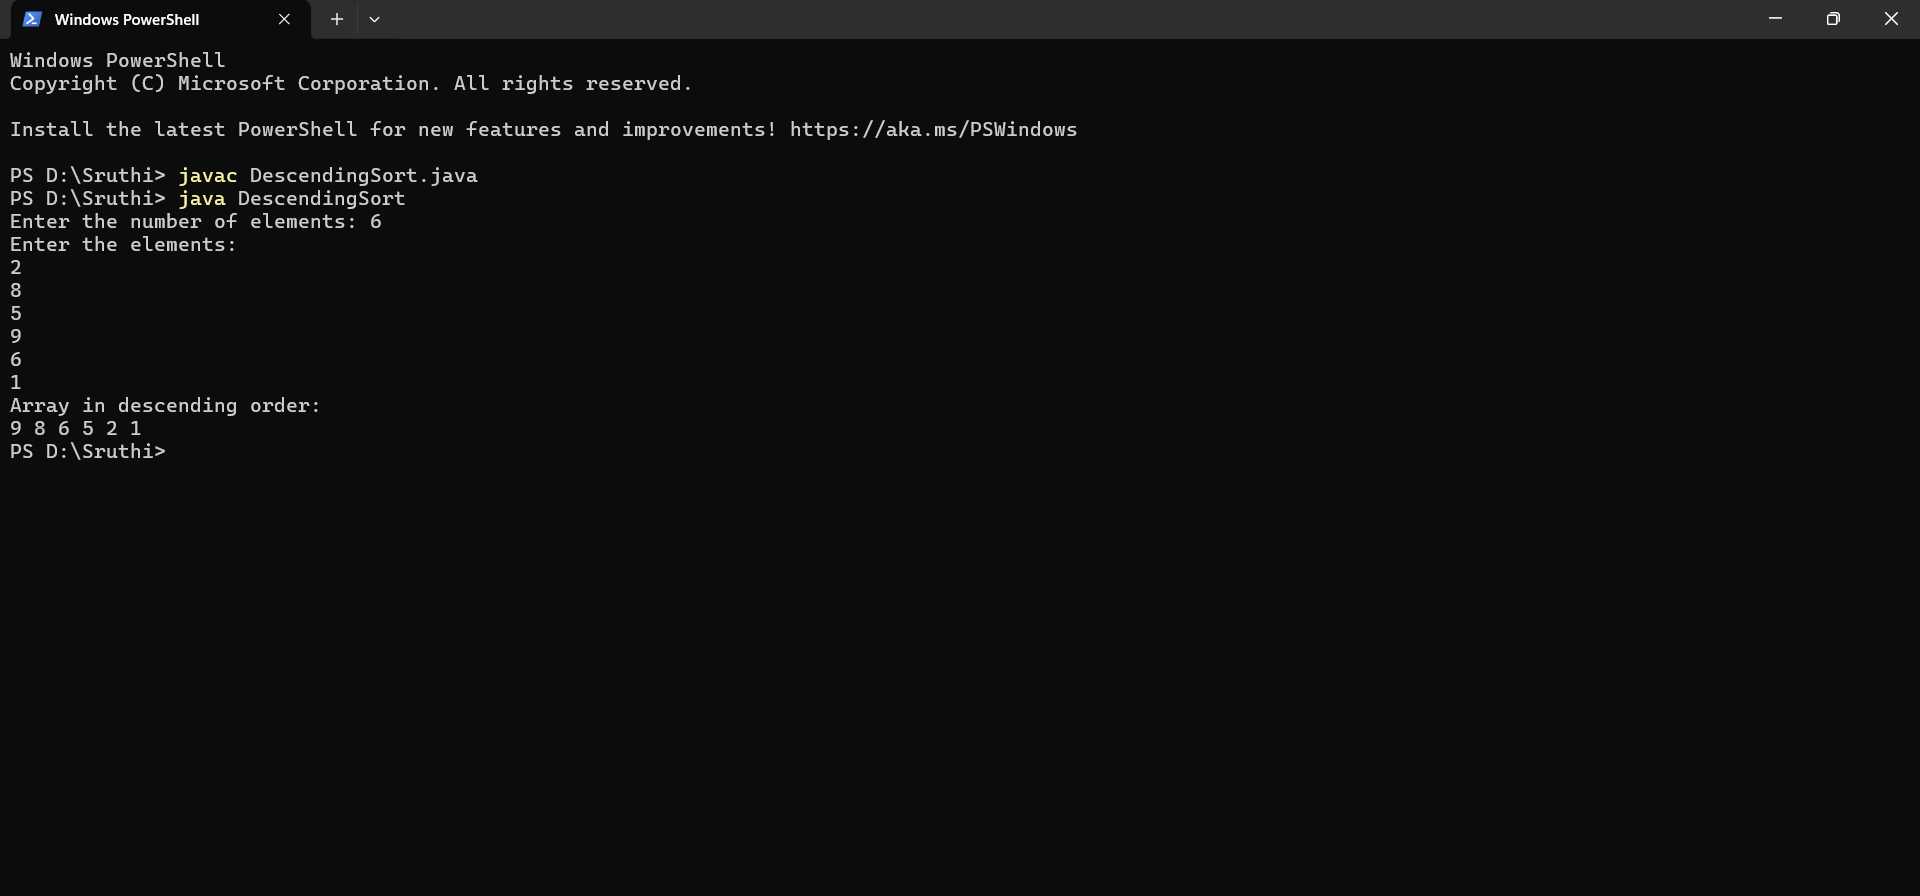 Windows PowerShell
Windows PowerShell
Copyright (C) Microsoft Corporation. All rights reserved.
Install the latest PowerShell for new features and improvements! https://aka.ms/PSWindows
PS D:\Sruthi> javac DescendingSort.java
PS D:\Sruthi> java DescendingSort
Enter the number of elements: 6
Enter the elements:
2
8
5
9
6
1
Array in descending order:
9 8 6 5 2 1
PS D:\Sruthi>